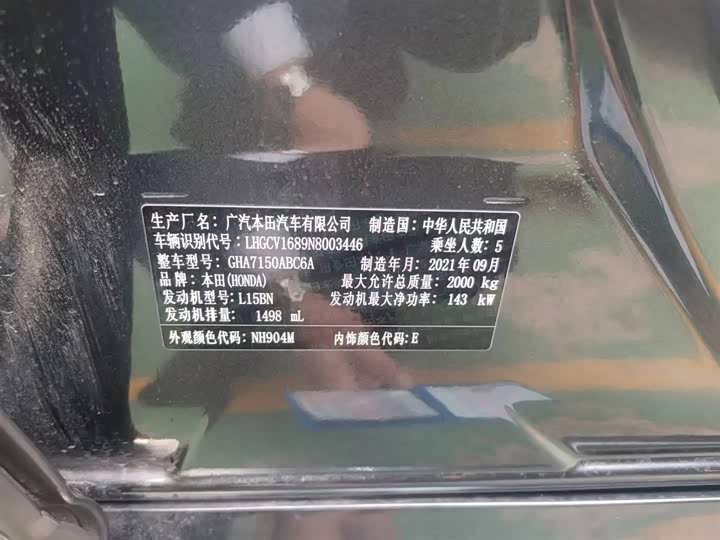 生产厂名：广汽本田汽车有限公司 制造国：中华人民共和国
车辆识别代号：LHGCV1689N8003446 乘坐人数：5
整车型号：GHA7150ABC6A 制造年月：2021年09月
品牌：本田(HONDA) 最大允许总质量：2000 kg
发动机型号：L15BN 发动机最大净功率：143 kW
发动机排量： 1498 mL
外观颜色代码：NH904M 内饰颜色代码：E